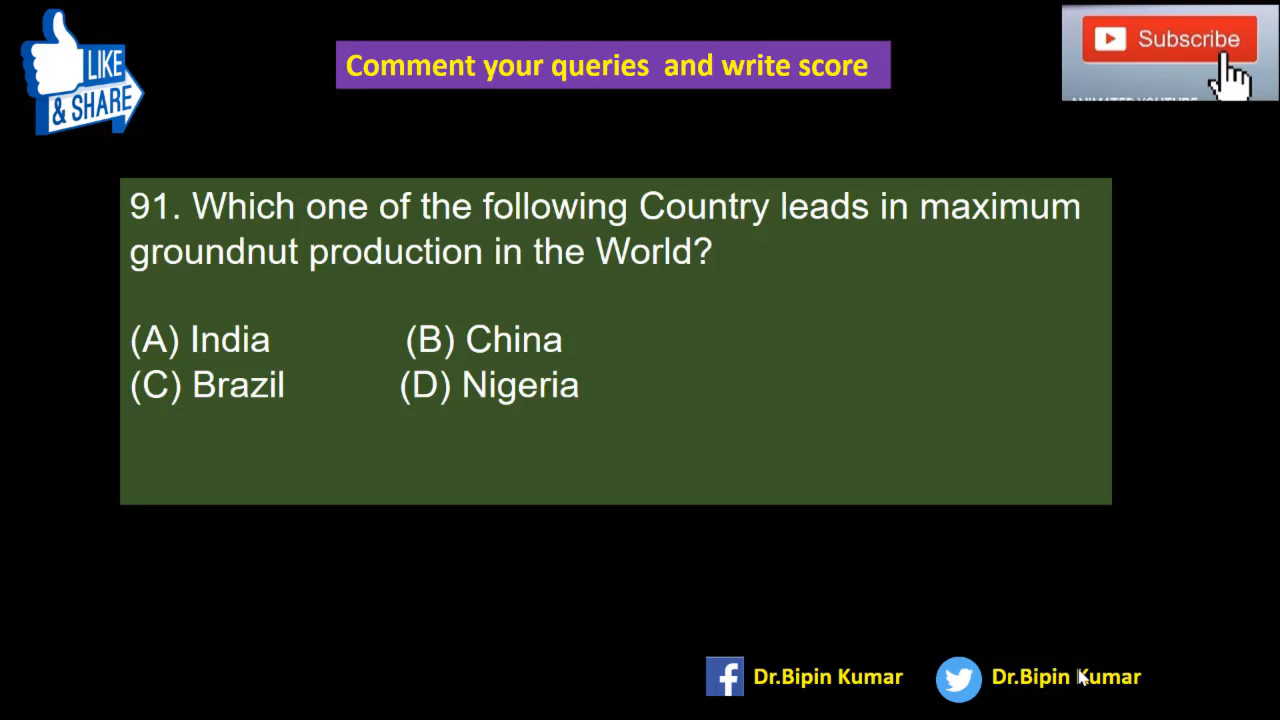 LIKE
& SHARE
Comment your queries and write score
Subscribe
91. Which one of the following Country leads in maximum
groundnut production in the World?
(A) India (B) China
(C) Brazil (D) Nigeria
Dr.Bipin Kumar
Dr.Bipin Kumar